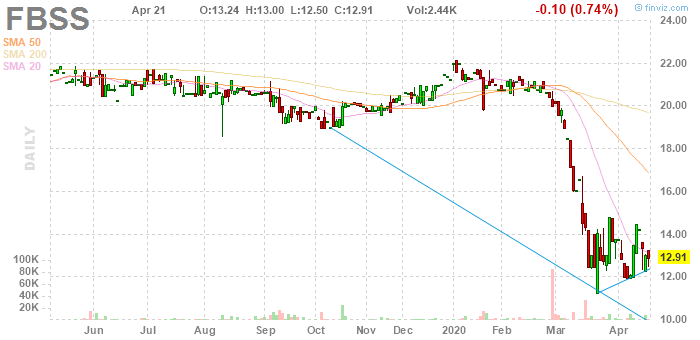 FBSS
Apr 21 O:13.24 H:13.00 L:12.50 C:12.91 Vol:2.44K -0.10 (0.74%) © finviz.com
SMA 50
SMA 200
SMA 20
DAILY
24.00
22.00
20.00
18.00
16.00
14.00
12.91
12.00
10.00
100K
80K
60K
40K
20K
Jun Jul Aug Sep Oct Nov Dec 2020 Feb Mar Apr